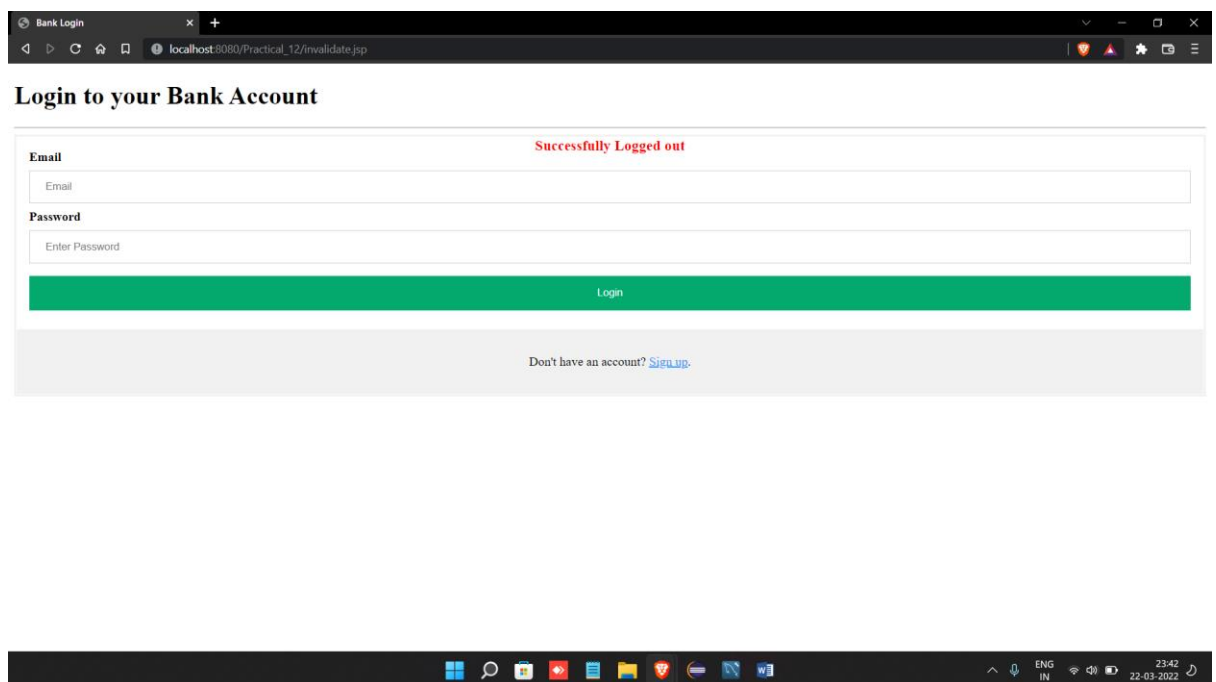 Bank Login
localhost:8080/Practical_12/invalidate.jsp
Login to your Bank Account
Successfully Logged out
Email
Email
Password
Enter Password
Login
Don't have an account? Sign up.
ENG
IN
23:42
22-03-2022